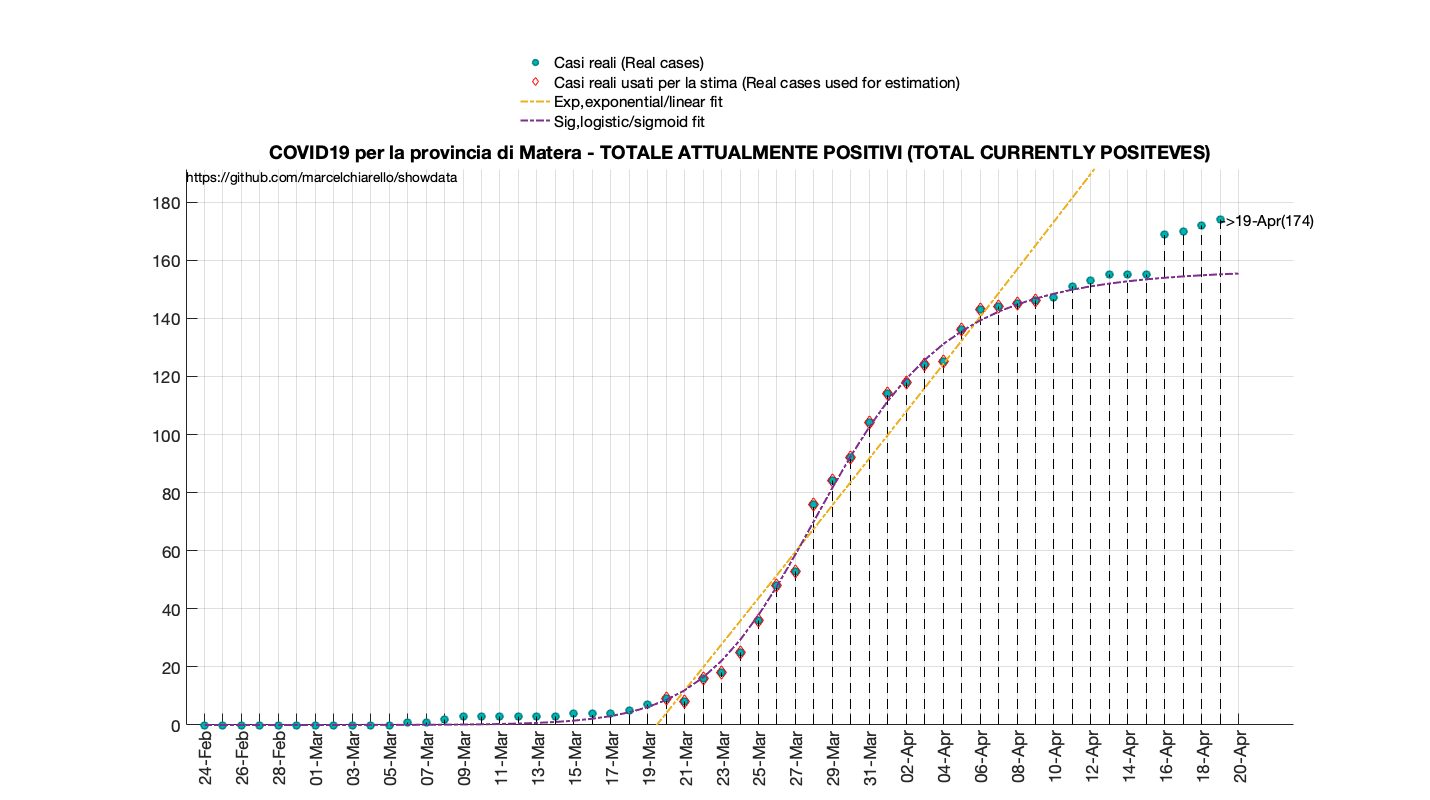 Casi reali (Real cases)
Casi reali usati per la stima (Real cases used for estimation)
Exp,exponential/linear fit
Sig,logistic/sigmoid fit
COVID19 per la provincia di Matera - TOTALE ATTUALMENTE POSITIVI (TOTAL CURRENTLY POSITEVES)
https://github.com/marcelchiarello/showdata
180
160
140
120
100
80
60
40
20
0
->19-Apr(174)
24-Feb
26-Feb
28-Feb
01-Mar
03-Mar
05-Mar
07-Mar
09-Mar
11-Mar
13-Mar
15-Mar
17-Mar
19-Mar
21-Mar
23-Mar
25-Mar
27-Mar
29-Mar
31-Mar
02-Apr
04-Apr
06-Apr
08-Apr
10-Apr
12-Apr
14-Apr
16-Apr
18-Apr
20-Apr